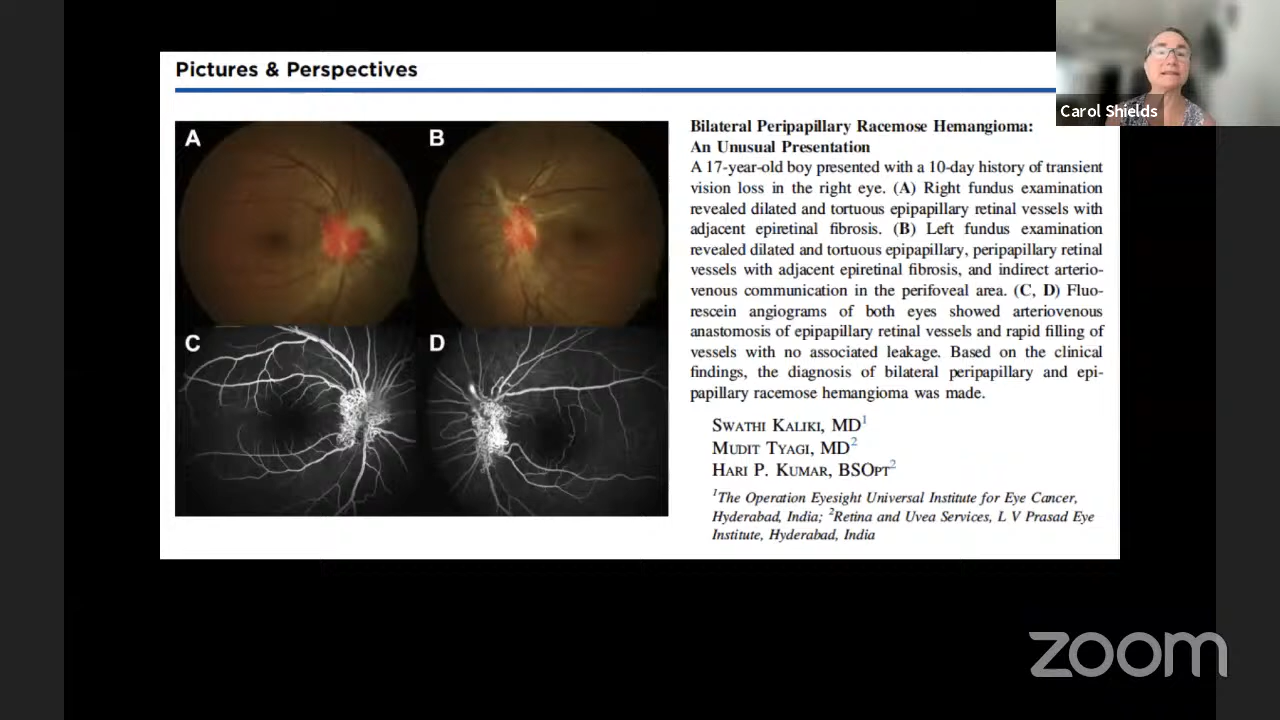 Pictures & Perspectives
Carol Shields
A
B
C
D
Bilateral Peripapillary Racemose Hemangioma:
An Unusual Presentation
A 17-year-old boy presented with a 10-day history of transient
vision loss in the right eye. (A) Right fundus examination
revealed dilated and tortuous epipapillary retinal vessels with
adjacent epiretinal fibrosis. (B) Left fundus examination
revealed dilated and tortuous epipapillary, peripapillary retinal
vessels with adjacent epiretinal fibrosis, and indirect arterio-
venous communication in the perifoveal area. (C, D) Fluo-
rescein angiograms of both eyes showed arteriovenous
anastomosis of epipapillary retinal vessels and rapid filling of
vessels with no associated leakage. Based on the clinical
findings, the diagnosis of bilateral peripapillary and epi-
papillary racemose hemangioma was made.
SWATHI KALIKI, MD¹
MUDIT TYAGI, MD²
HARI P. KUMAR, BSOPT²
¹The Operation Eyesight Universal Institute for Eye Cancer,
Hyderabad, India; ²Retina and Uvea Services, L V Prasad Eye
Institute, Hyderabad, India
zoom